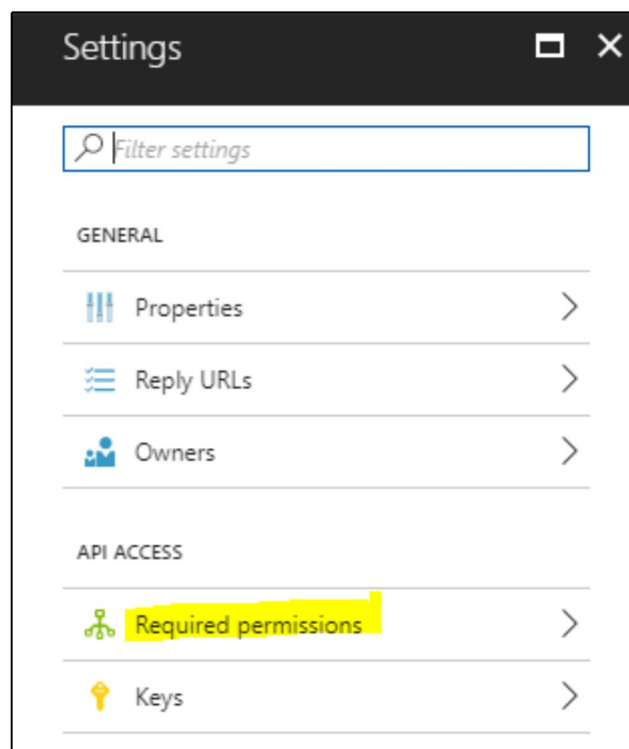 Settings
Filter settings
GENERAL
Properties
Reply URLs
Owners
API ACCESS
Required permissions
Keys